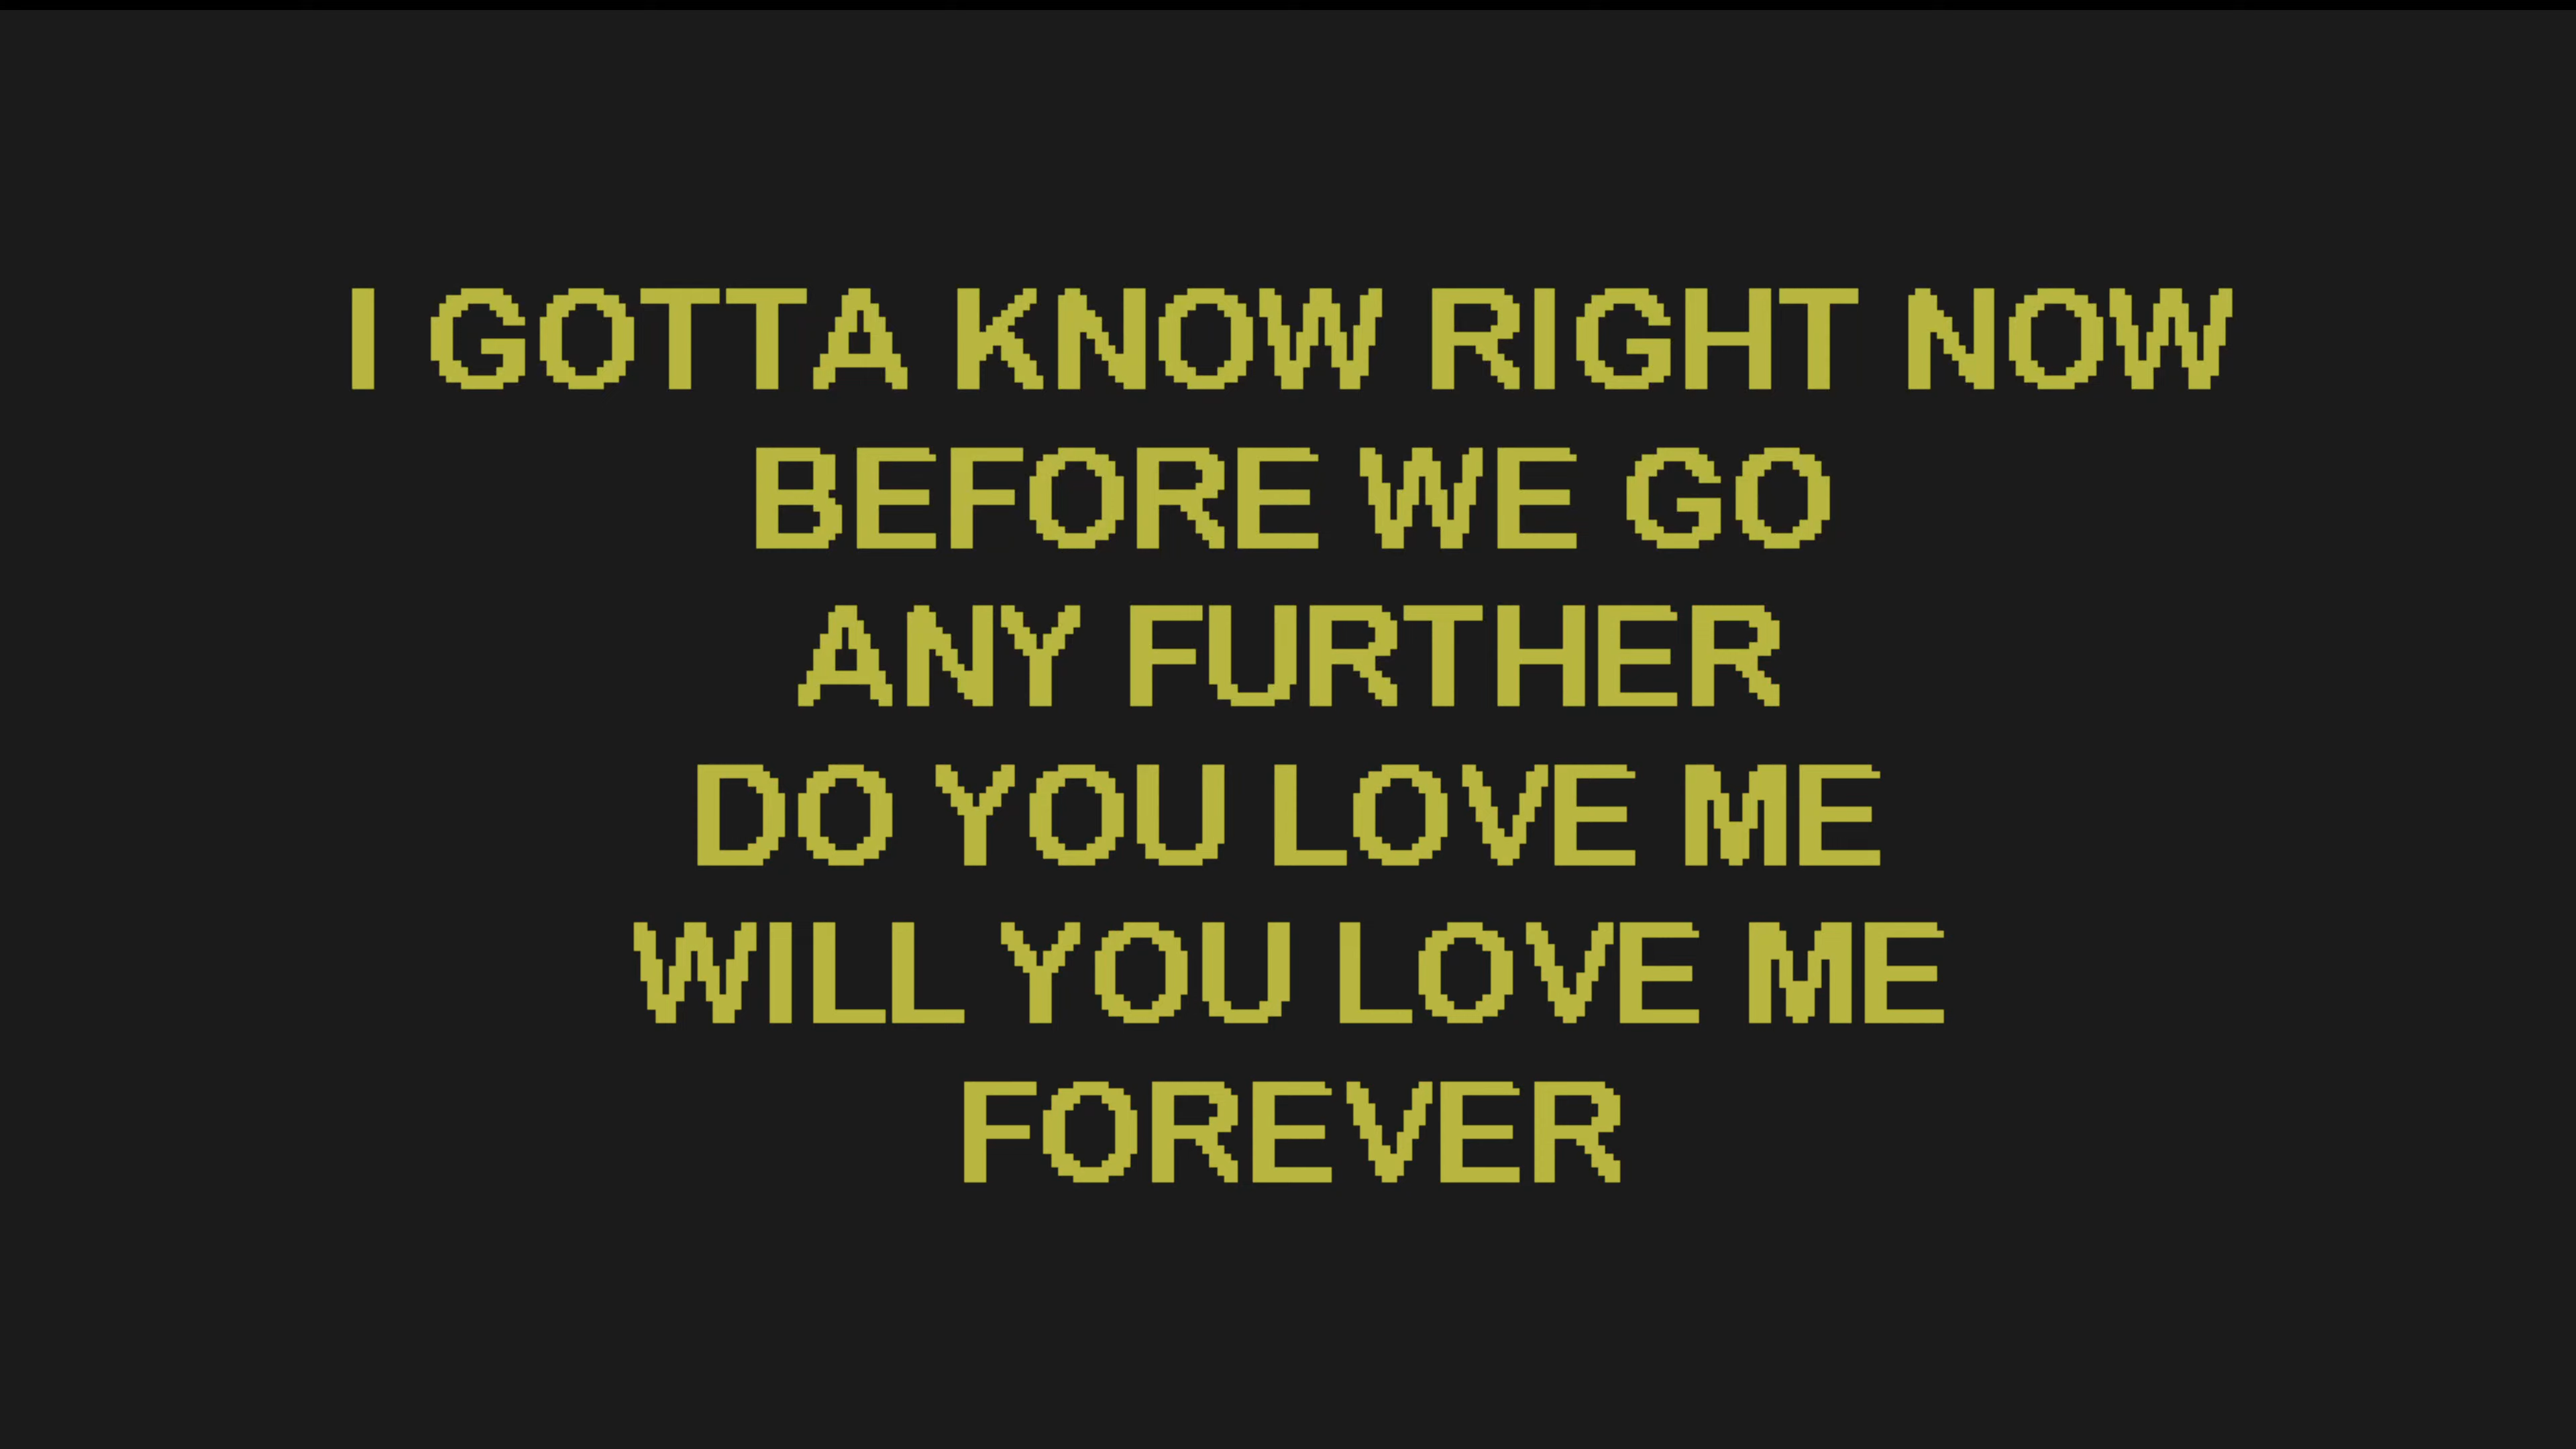 I GOTTA KNOW RIGHT NOW
BEFORE WE GO
ANY FURTHER
DO YOU LOVE ME
WILL YOU LOVE ME
FOREVER